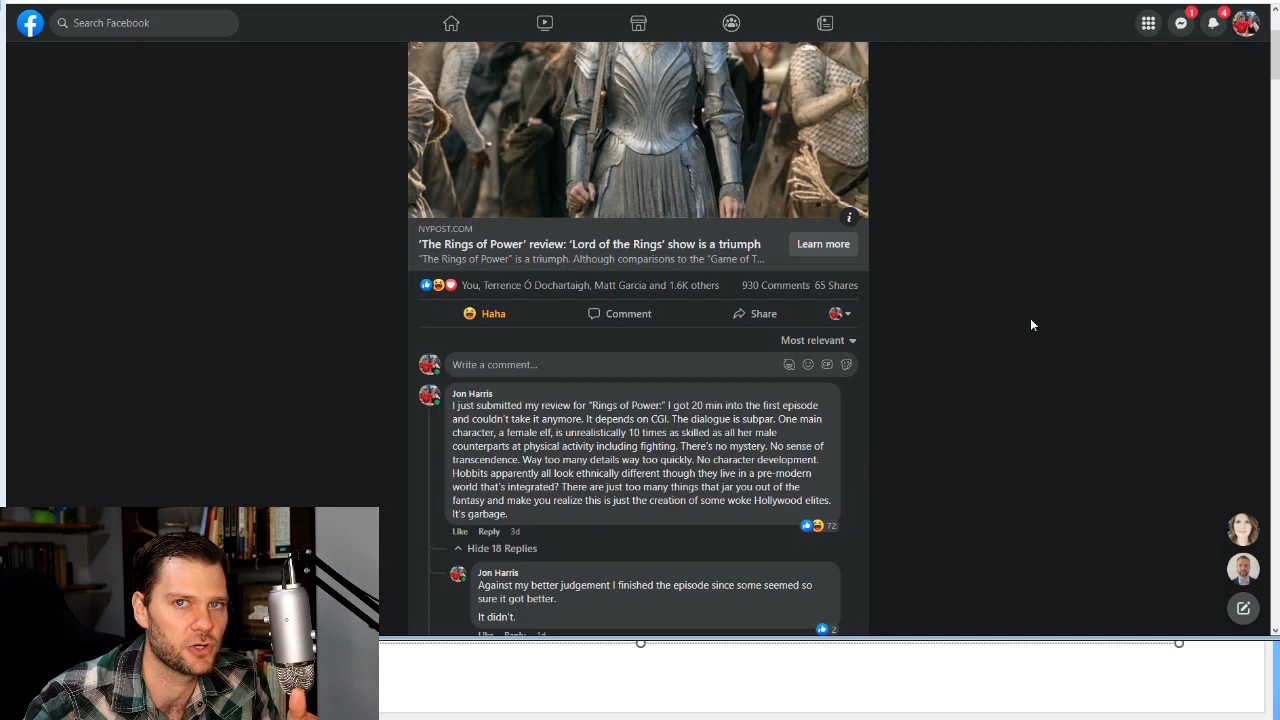 Search Facebook
1
4
NYPOST.COM
‘The Rings of Power’ review: ‘Lord of the Rings’ show is a triumph
“The Rings of Power” is a triumph. Although comparisons to the “Game of T...
Learn more
You, Terrence Ó Dochartaigh, Matt Garcia and 1.6K others
930 Comments 65 Shares
Haha
Comment
Share
Most relevant
Write a comment...
GIF
Jon Harris
I just submitted my review for “Rings of Power:” I got 20 min into the first episode
and couldn’t take it anymore. It depends on CGI. The dialogue is subpar. One main
character, a female elf, is unrealistically 10 times as skilled as all her male
counterparts at physical activity including fighting. There’s no mystery. No sense of
transcendence. Way too many details way too quickly. No character development.
Hobbits apparently all look ethnically different though they live in a pre-modern
world that’s integrated? There are just too many things that jar you out of the
fantasy and make you realize this is just the creation of some woke Hollywood elites.
It’s garbage.
72
Like Reply 3d
Hide 18 Replies
Jon Harris
Against my better judgement I finished the episode since some seemed so
sure it got better.
It didn’t.
2
Like Reply 1d